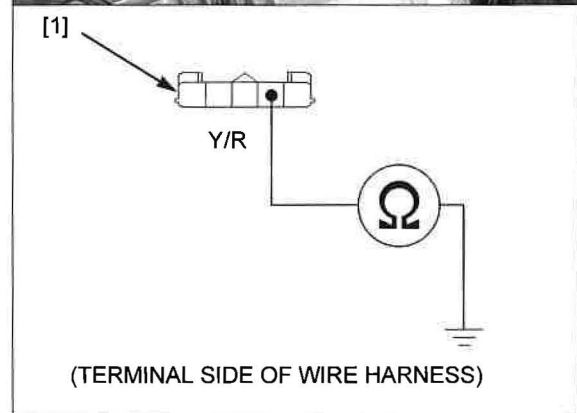 [1]
Y/R
Ω
(TERMINAL SIDE OF WIRE HARNESS)